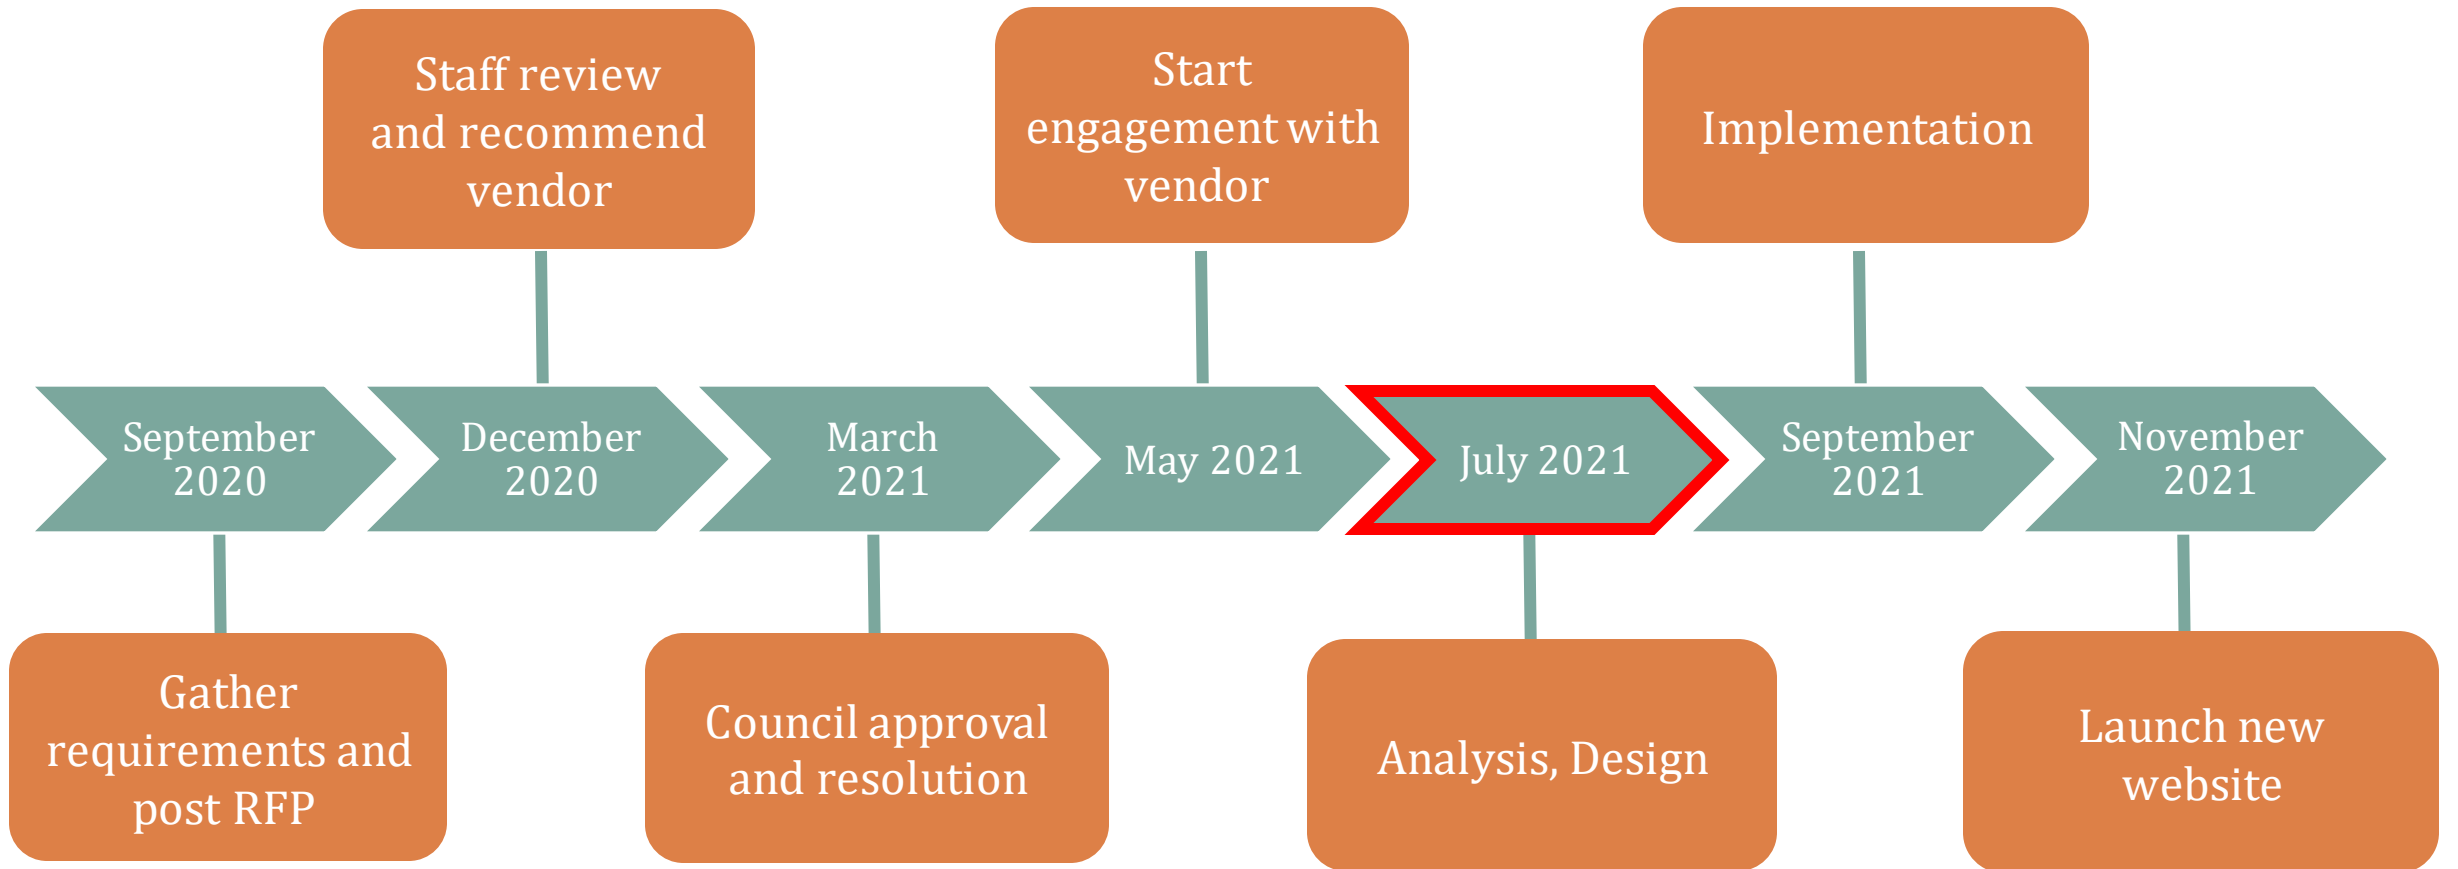 Staff review
and recommend
vendor
Start
engagement with
vendor
Implementation
September
2020
December
2020
March
2021
May 2021
July 2021
September
2021
November
2021
Gather
requirements and
post RFP
Council approval
and resolution
Analysis, Design
Launch new
website